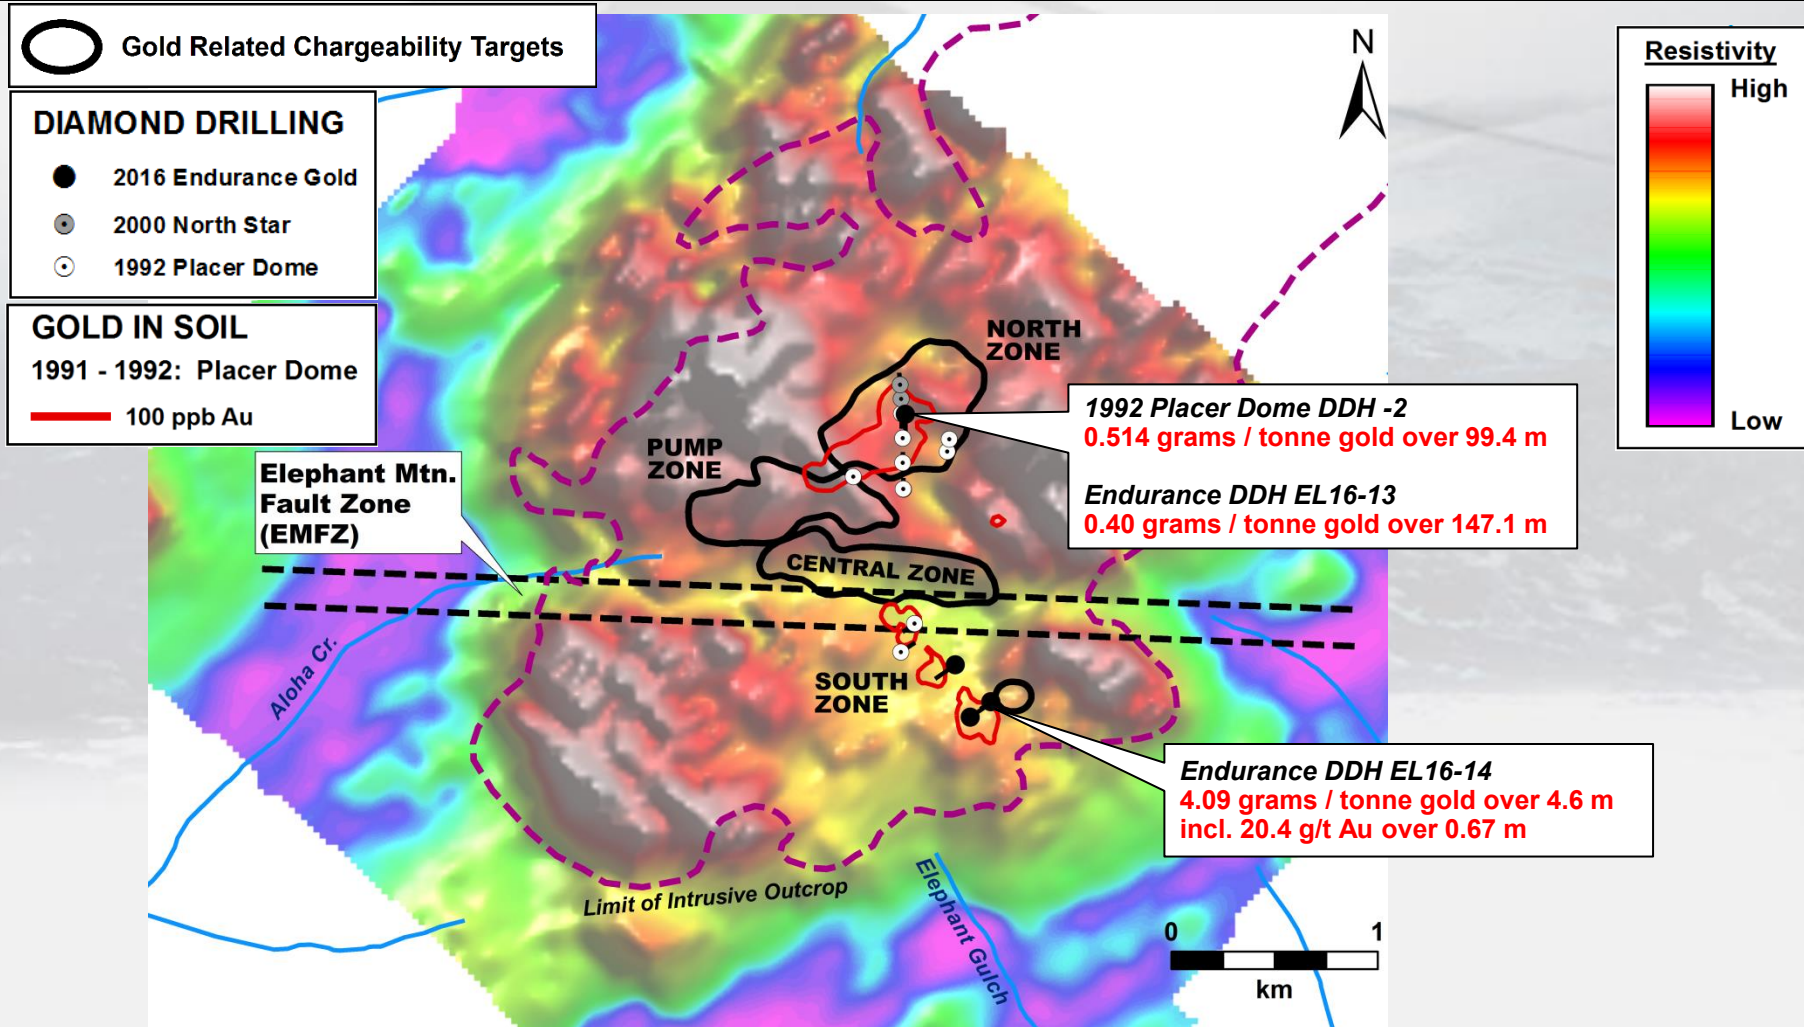 Gold Related Chargeability Targets
DIAMOND DRILLING
2016 Endurance Gold
2000 North Star
1992 Placer Dome
GOLD IN SOIL
1991 - 1992: Placer Dome
100 ppb Au
N
Resistivity
High
Low
NORTH
ZONE
PUMP
ZONE
1992 Placer Dome DDH -2
0.514 grams / tonne gold over 99.4 m
Endurance DDH EL16-13
0.40 grams / tonne gold over 147.1 m
Elephant Mtn.
Fault Zone
(EMFZ)
CENTRAL ZONE
Aloha Cr.
SOUTH
ZONE
Endurance DDH EL16-14
4.09 grams / tonne gold over 4.6 m
incl. 20.4 g/t Au over 0.67 m
Limit of Intrusive Outcrop
Elephant Gulch
0 1
km